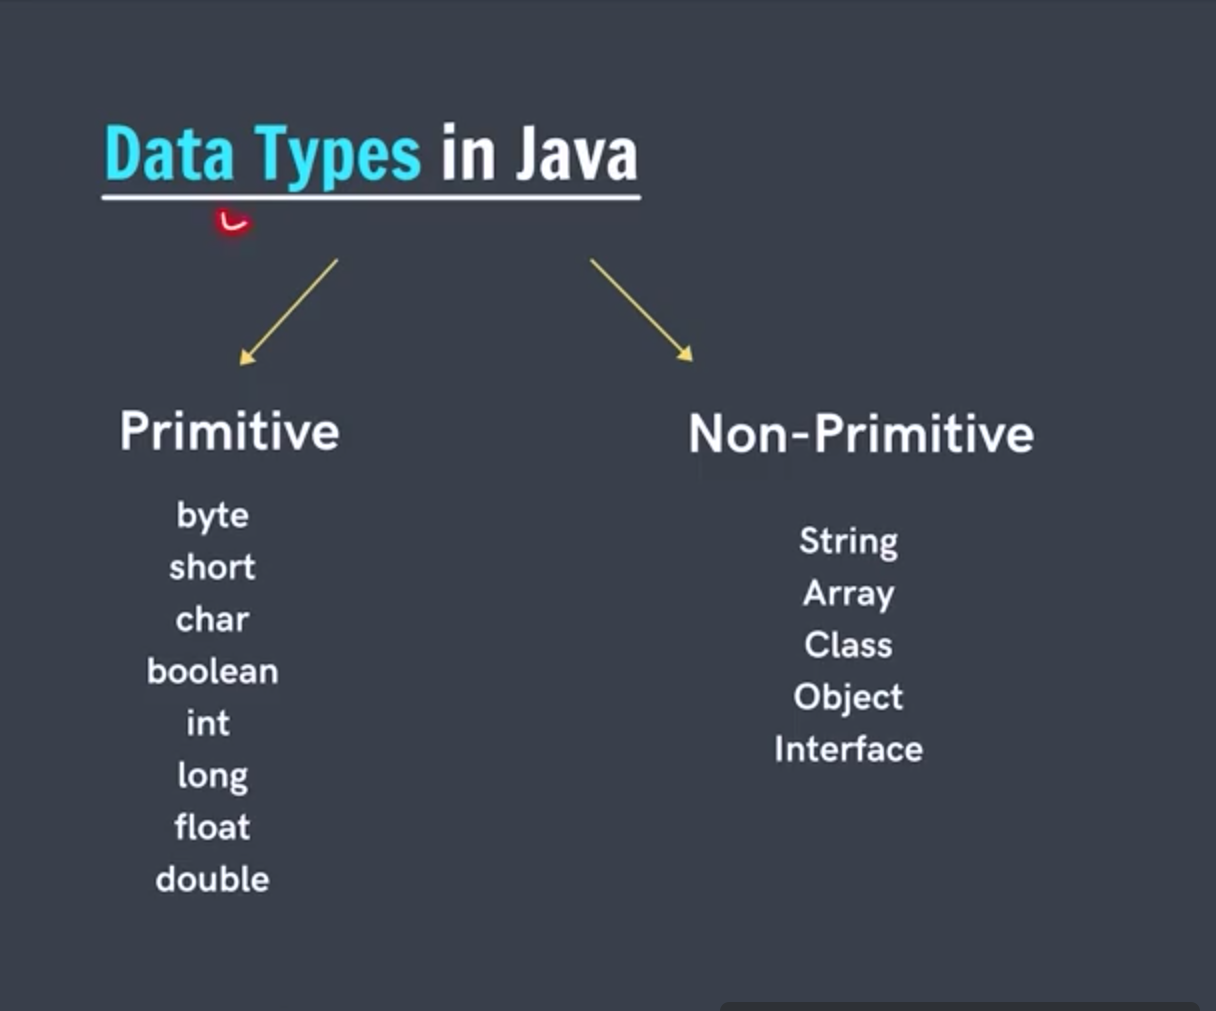 Data Types in Java
Primitive
byte
short
char
boolean
int
long
float
double
Non-Primitive
String
Array
Class
Object
Interface